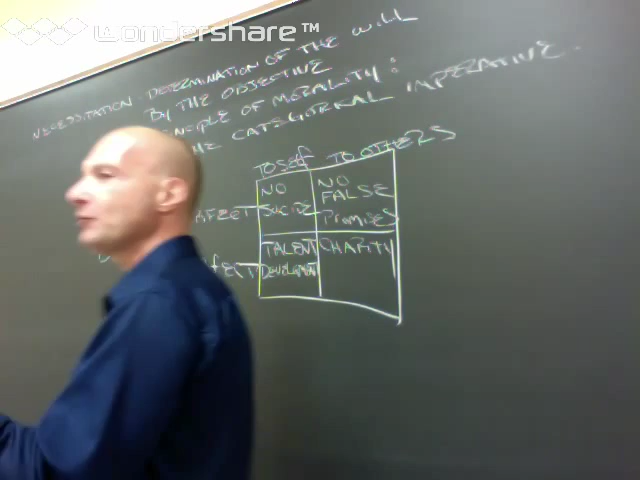 wondershare™
NECESSITATION: DETERMINATION OF THE WILL
BY THE OBJECTIVE
OF MORALITY:
CATEGORICAL IMPERATIVE.
TO SELF TO OTHERS
NO NO
FALSE
SUICIDE PROMISES
TALENT CHARITY
DEVELOPMENT